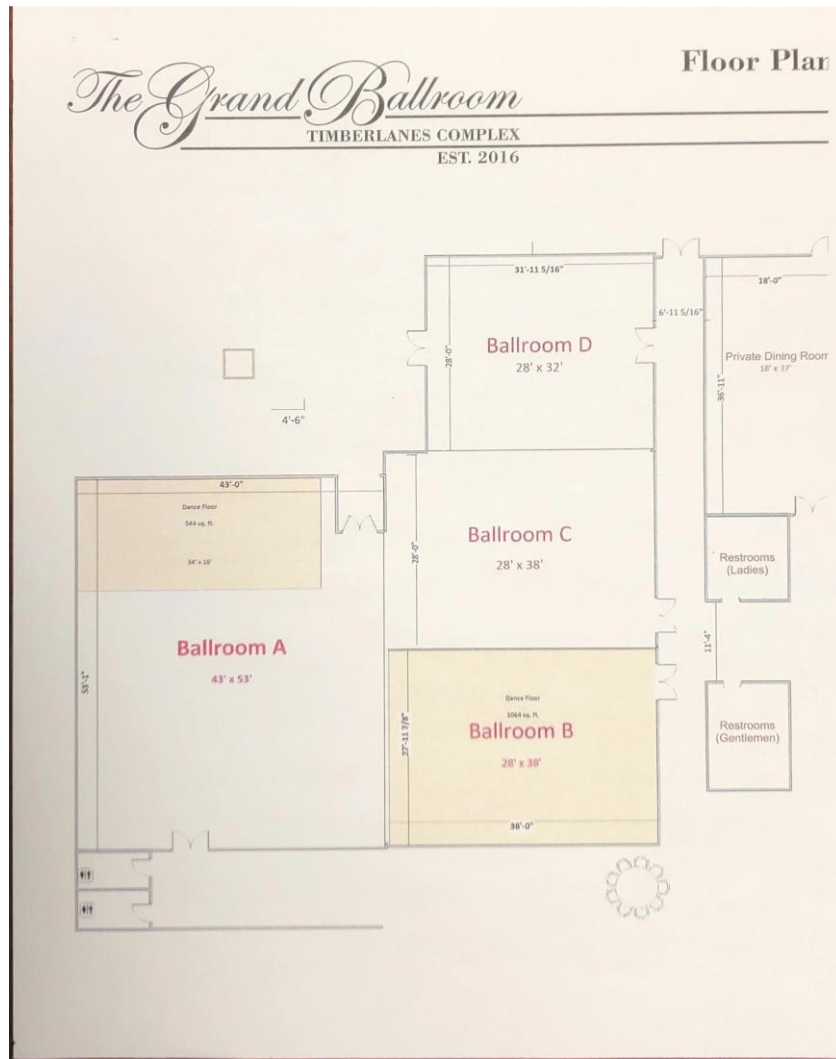 Floor Plan
The Grand Ballroom
TIMBERLANES COMPLEX
EST. 2016
31'-11 5/16"
18'-0"
6'-11 5/16"
Ballroom D
28' x 32'
28'-0"
Private Dining Room
18' x 37'
36'-11"
4'-6"
43'-0"
Dance Floor
544 sq. ft.
34' x 16'
Ballroom C
28' x 38'
28'-0"
Restrooms
(Ladies)
Ballroom A
43' x 53'
53'-1"
11'-4"
Dance Floor
1064 sq. ft.
Ballroom B
28' x 38'
27'-11 7/8"
38'-0"
Restrooms
(Gentlemen)